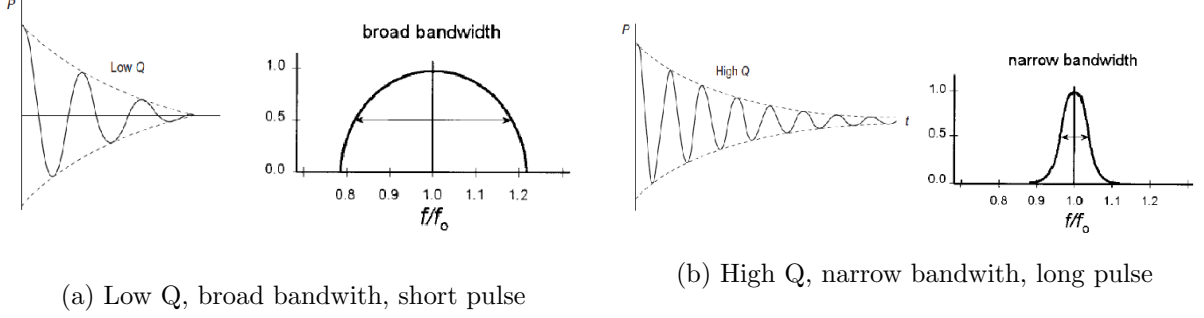 P
Low Q
broad bandwidth
1.0
0.5
0.0
0.8 0.9 1.0 1.1 1.2
f/fo
(a) Low Q, broad bandwith, short pulse
P
High Q
t
narrow bandwidth
1.0
0.5
0.0
0.8 0.9 1.0 1.1 1.2
f/fo
(b) High Q, narrow bandwith, long pulse